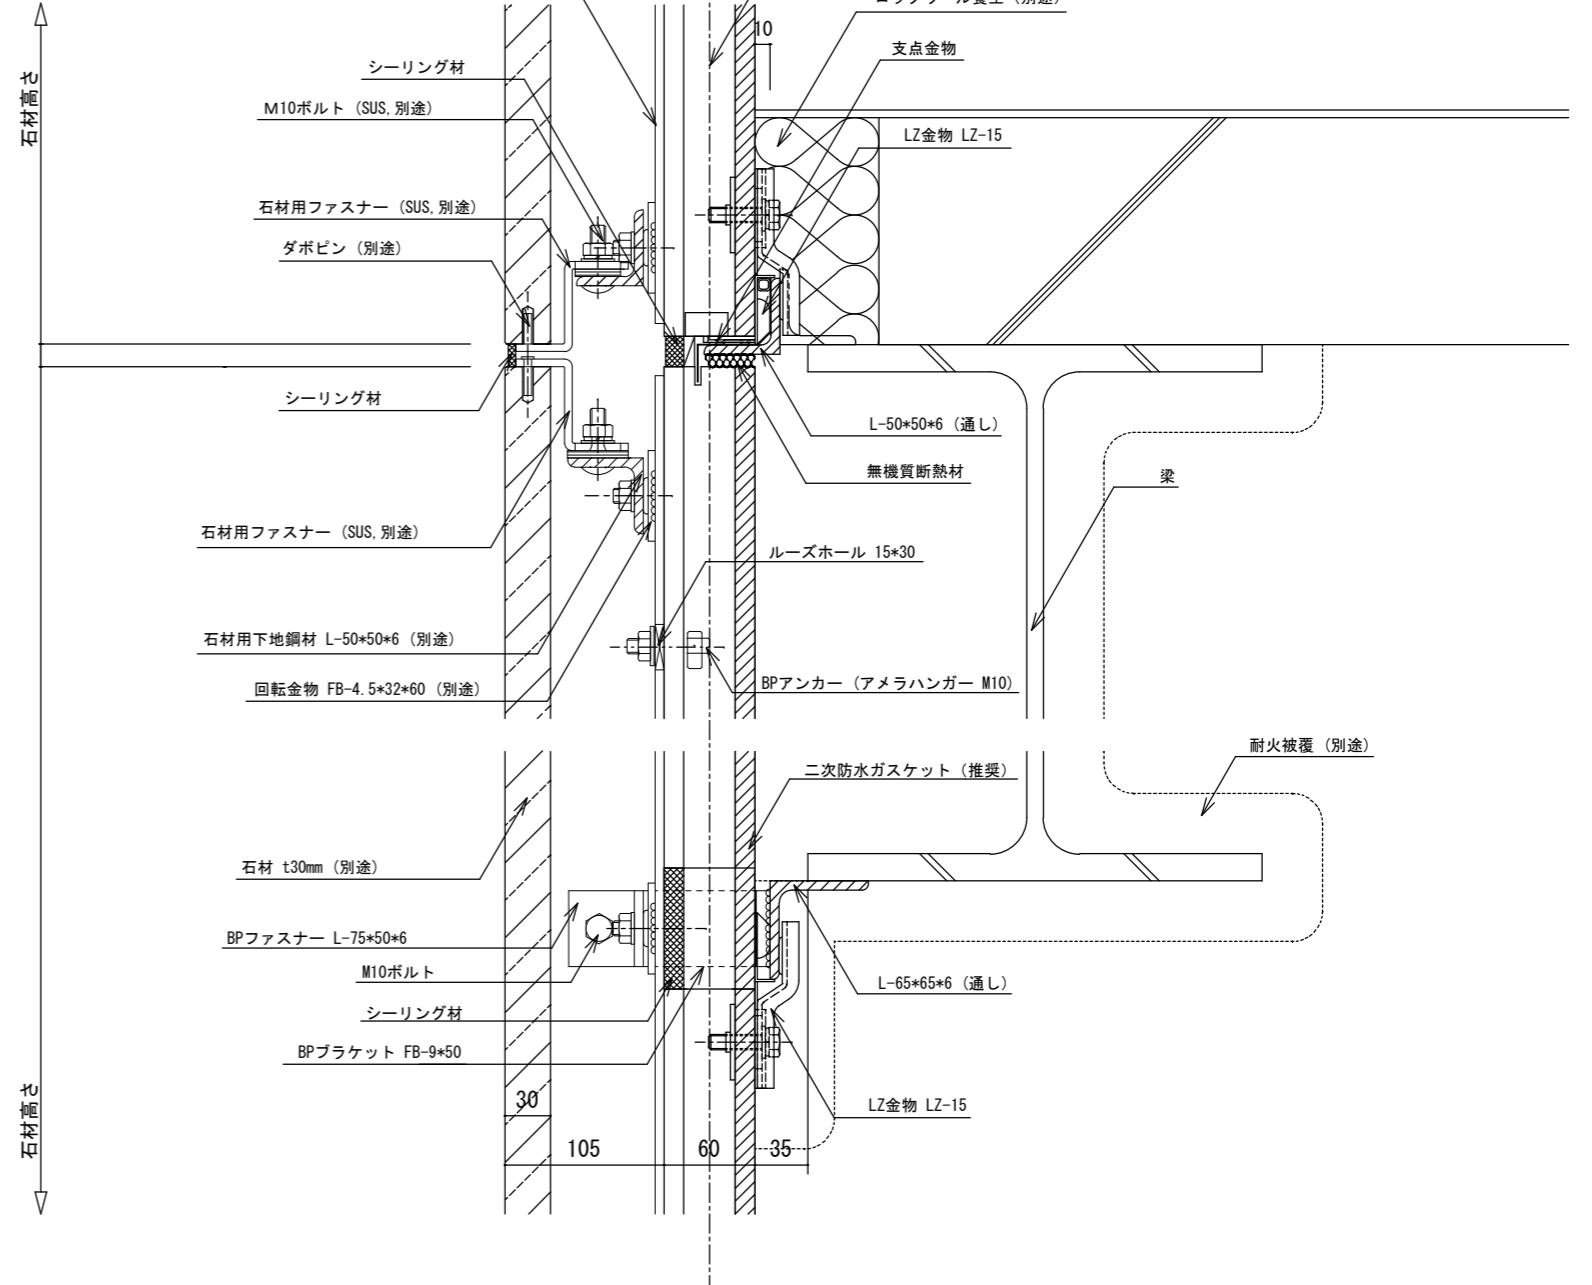 10
支点金物
シーリング材
M10ボルト (SUS,別途)
LZ金物 LZ-15
石材高さ
石材用ファスナー (SUS,別途)
ダボピン (別途)
シーリング材
L-50*50*6 (通し)
無機質断熱材
梁
石材用ファスナー (SUS,別途)
ルーズホール 15*30
石材用下地鋼材 L-50*50*6 (別途)
回転金物 FB-4.5*32*60 (別途)
BPアンカー (アメラハンガー M10)
耐火被覆 (別途)
二次防水ガスケット (推奨)
石材 t30mm (別途)
BPファスナー L-75*50*6
M10ボルト
L-65*65*6 (通し)
シーリング材
BPブラケット FB-9*50
LZ金物 LZ-15
石材高さ
30
105
60
35